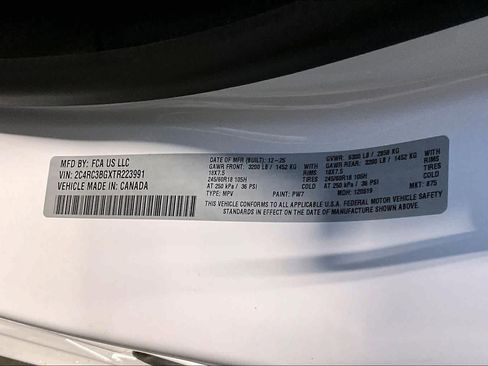 MFD BY: FCA US LLC
VIN: 2C4RC3BGXTR223991
VEHICLE MADE IN: CANADA
DATE OF MFR (BUILT): 12-25 GVWR: 6300 LB / 2858 KG
GAWR FRONT: 3200 LB / 1452 KG WITH GAWR REAR: 3200 LB / 1452 KG WITH
18X7.5 RIMS 18X7.5 RIMS
245/60R18 105H TIRES 245/60R18 105H TIRES
AT 250 kPa / 36 PSI AT 250 kPa / 36 PSI
TYPE: MPV PAINT: PW7 MDH: 120819 MKT: 875
THIS VEHICLE CONFORMS TO ALL APPLICABLE U.S.A. FEDERAL MOTOR VEHICLE SAFETY
STANDARDS IN EFFECT ON THE DATE OF MANUFACTURE SHOWN ABOVE.